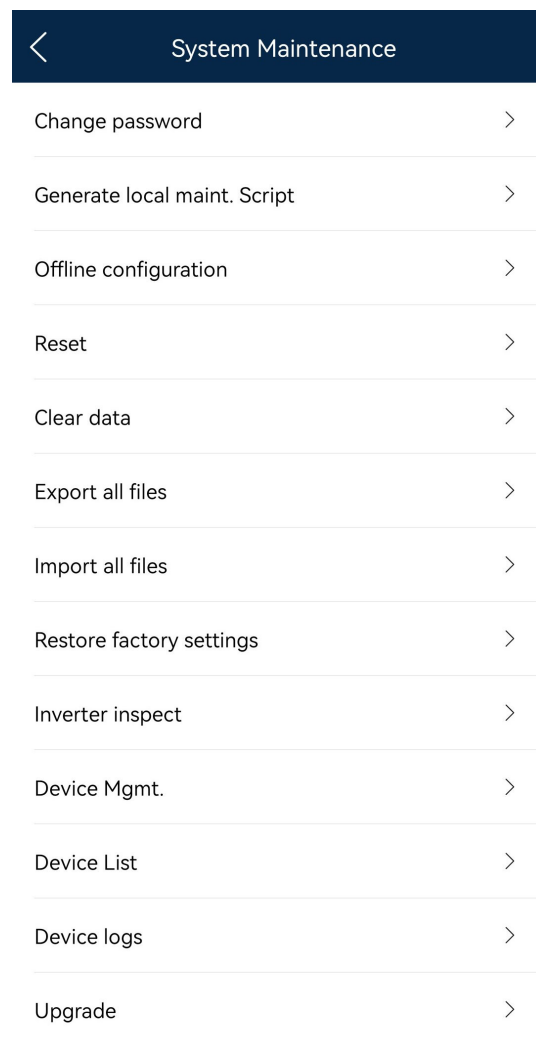 System Maintenance
Change password
Generate local maint. Script
Offline configuration
Reset
Clear data
Export all files
Import all files
Restore factory settings
Inverter inspect
Device Mgmt.
Device List
Device logs
Upgrade